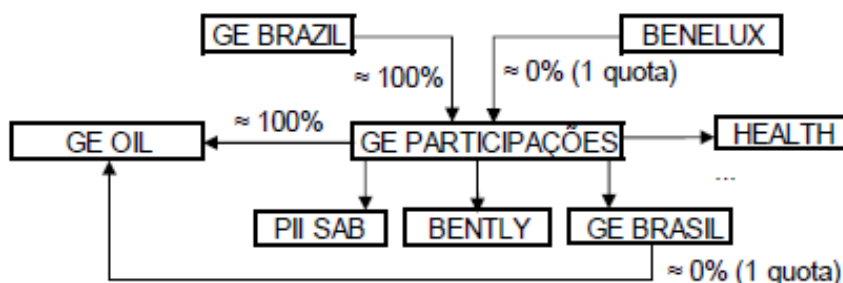 GE BRAZIL
BENELUX
≈ 100%
≈ 0% (1 quota)
≈ 100%
GE OIL
GE PARTICIPAÇÕES
HEALTH
...
PII SAB
BENTLY
GE BRASIL
≈ 0% (1 quota)